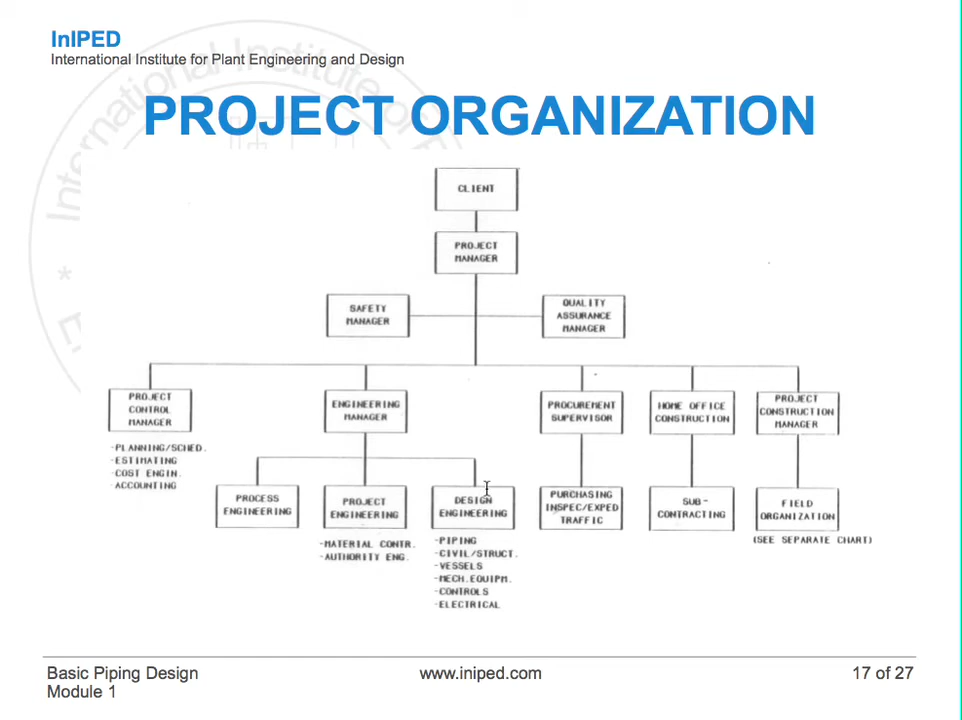 InIPED
International Institute for Plant Engineering and Design
PROJECT ORGANIZATION
CLIENT
PROJECT
MANAGER
SAFETY
MANAGER
QUALITY
ASSURANCE
MANAGER
PROJECT
CONTROL
MANAGER
-PLANNING/SCHED.
-ESTIMATING
-COST ENGIN.
-ACCOUNTING
ENGINEERING
MANAGER
PROCUREMENT
SUPERVISOR
HOME OFFICE
CONSTRUCTION
PROJECT
CONSTRUCTION
MANAGER
PROCESS
ENGINEERING
PROJECT
ENGINEERING
-MATERIAL CONTR.
-AUTHORITY ENG.
DESIGN
ENGINEERING
-PIPING
-CIVIL/STRUCT.
-VESSELS
-MECH.EQUIPM.
-CONTROLS
-ELECTRICAL
PURCHASING
INSPEC/EXPED
TRAFFIC
SUB-
CONTRACTING
FIELD
ORGANIZATION
(SEE SEPARATE CHART)
International Institute of
Basic Piping Design
Module 1
www.iniped.com
17 of 27